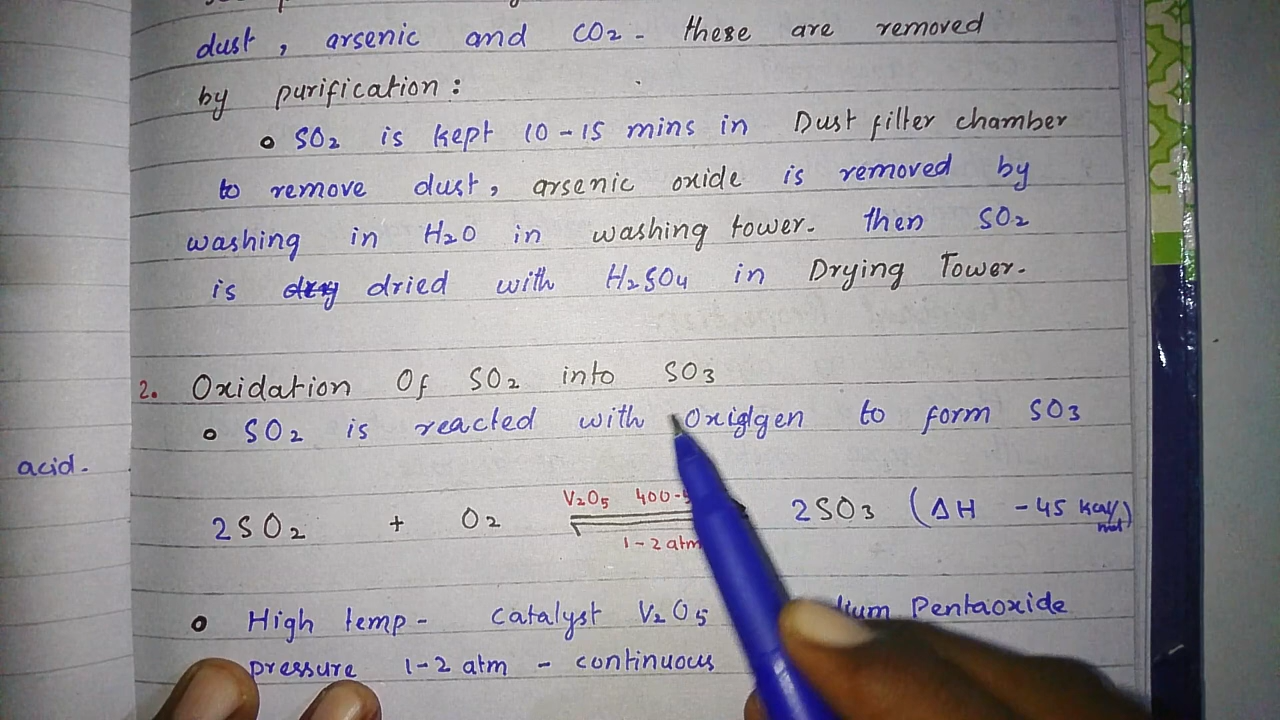 dust, arsenic and CO2 - these are removed
by purification :
SO2 is kept 10-15 mins in Dust filter chamber
to remove dust, arsenic oxide is removed by
washing in H2O in washing tower. then SO2
is dried with H2SO4 in Drying Tower.
2. Oxidation Of SO2 into SO3
SO2 is reacted with Oxigen to form SO3
acid.
V2O5 400-
2SO2 + O2 ⇌ 2SO3 (ΔH -45 Kcal/mol)
1-2 atm
High temp - Catalyst V2O5 Pentaoxide
pressure 1-2 atm - continuous